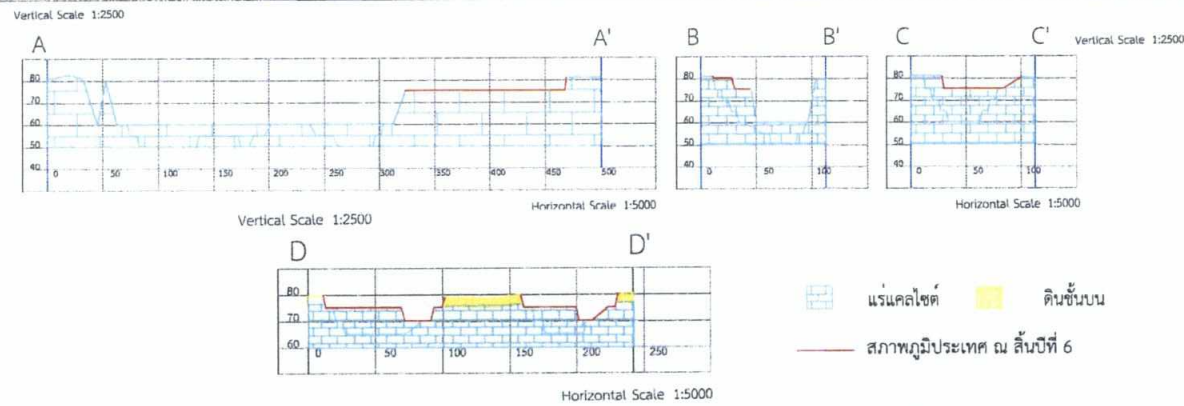 Vertical Scale 1:2500
A A' B B' C C' Vertical Scale 1:2500
80 80 80
70 70 70
60 60 60
50 50 50
40 0 50 100 150 200 250 300 350 400 450 500 40 0 50 100 40 0 50 100
Horizontal Scale 1:5000 Horizontal Scale 1:5000
Vertical Scale 1:2500
D D'
80
70
60 0 50 100 150 200 250
Horizontal Scale 1:5000
แร่แคลไซต์ ดินชั้นบน
สภาพภูมิประเทศ ณ สิ้นปีที่ 6